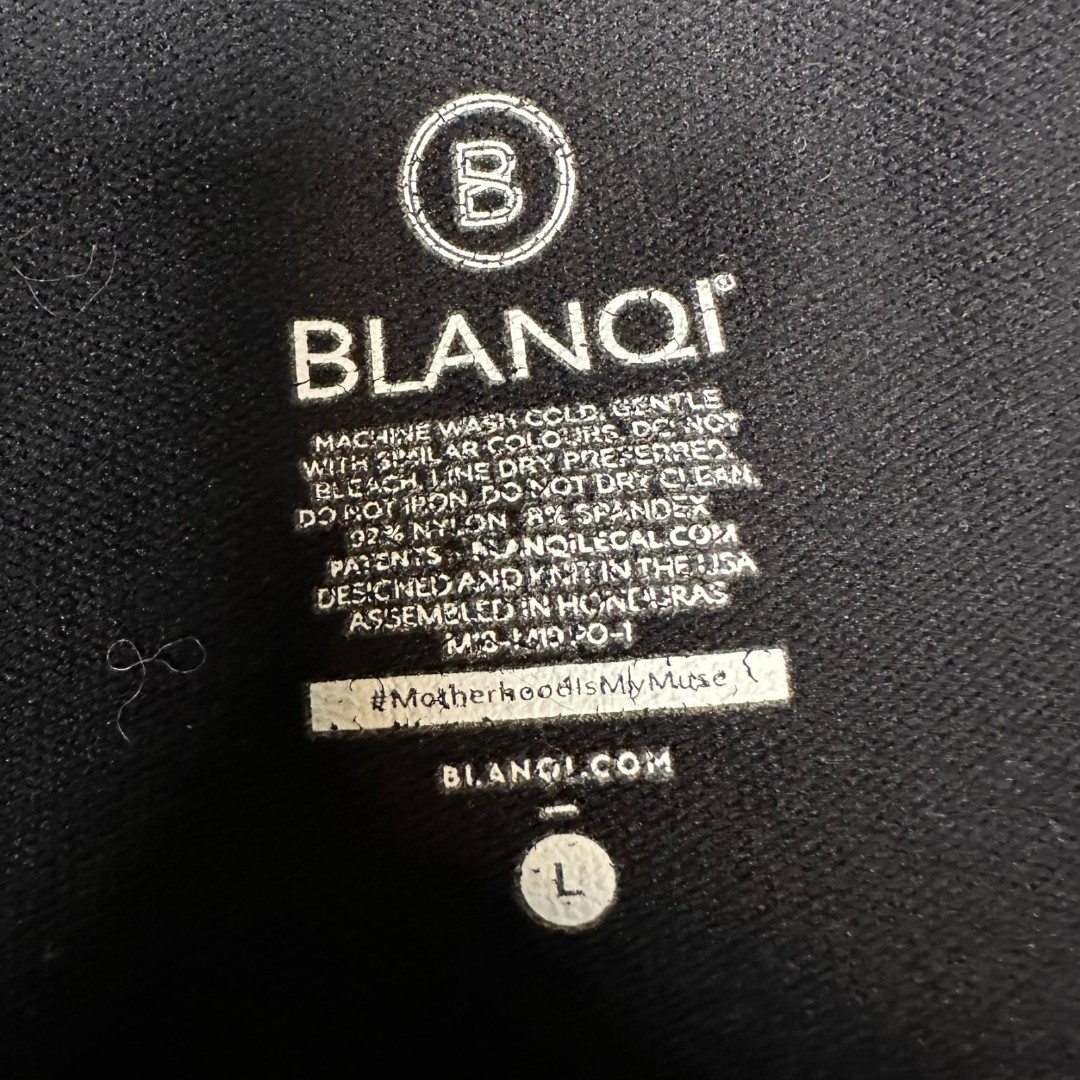 B
BLANQI®
MACHINE WASH COLD, GENTLE
WITH SIMILAR COLOURS. DO NOT
BLEACH. LINE DRY PREFERRED.
DO NOT IRON. DO NOT DRY CLEAN.
92% NYLON 8% SPANDEX
PATENTS BLANQILEGAL.COM
DESIGNED AND KNIT IN THE USA
ASSEMBLED IN HONDURAS
#MotherhoodIsMyMuse
BLANQI.COM
L